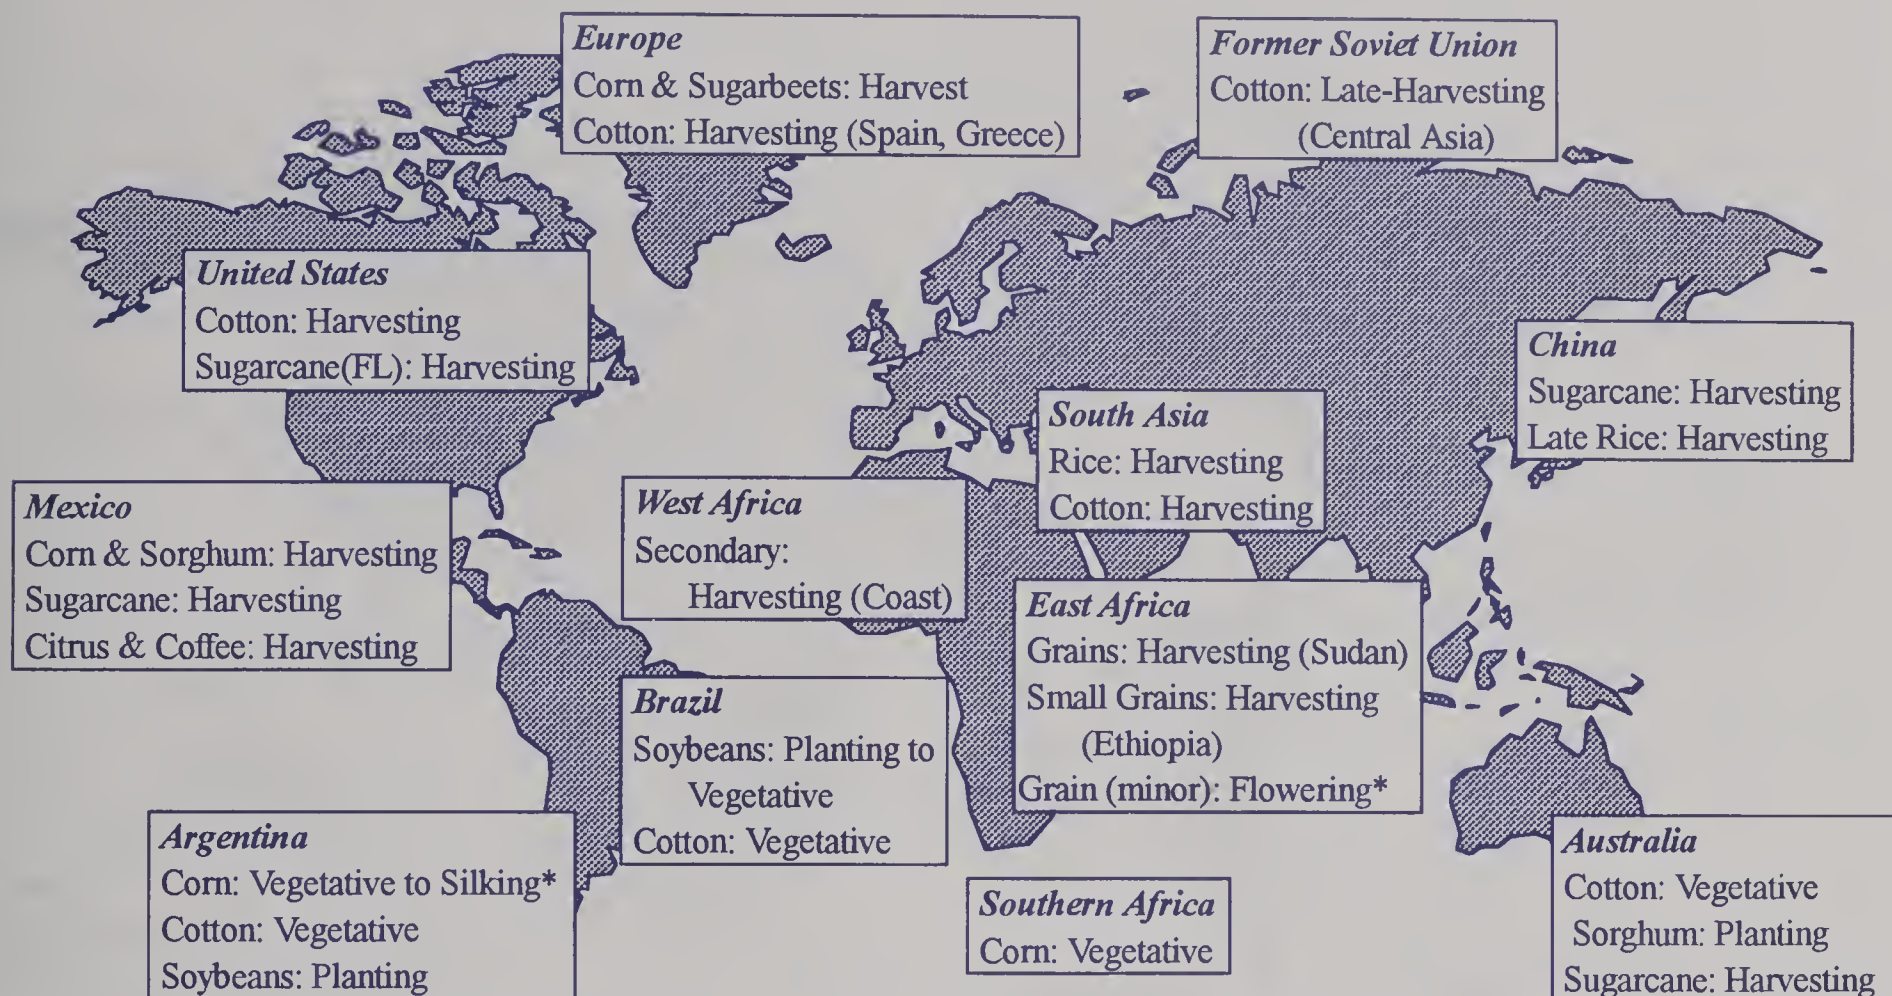 Europe
Corn & Sugarbeets: Harvest
Cotton: Harvesting (Spain, Greece)
Former Soviet Union
Cotton: Late-Harvesting
(Central Asia)
United States
Cotton: Harvesting
Sugarcane(FL): Harvesting
China
Sugarcane: Harvesting
Late Rice: Harvesting
South Asia
Rice: Harvesting
Cotton: Harvesting
Mexico
Corn & Sorghum: Harvesting
Sugarcane: Harvesting
Citrus & Coffee: Harvesting
West Africa
Secondary:
Harvesting (Coast)
East Africa
Grains: Harvesting (Sudan)
Small Grains: Harvesting
(Ethiopia)
Grain (minor): Flowering*
Brazil
Soybeans: Planting to
Vegetative
Cotton: Vegetative
Argentina
Corn: Vegetative to Silking*
Cotton: Vegetative
Soybeans: Planting
Southern Africa
Corn: Vegetative
Australia
Cotton: Vegetative
Sorghum: Planting
Sugarcane: Harvesting